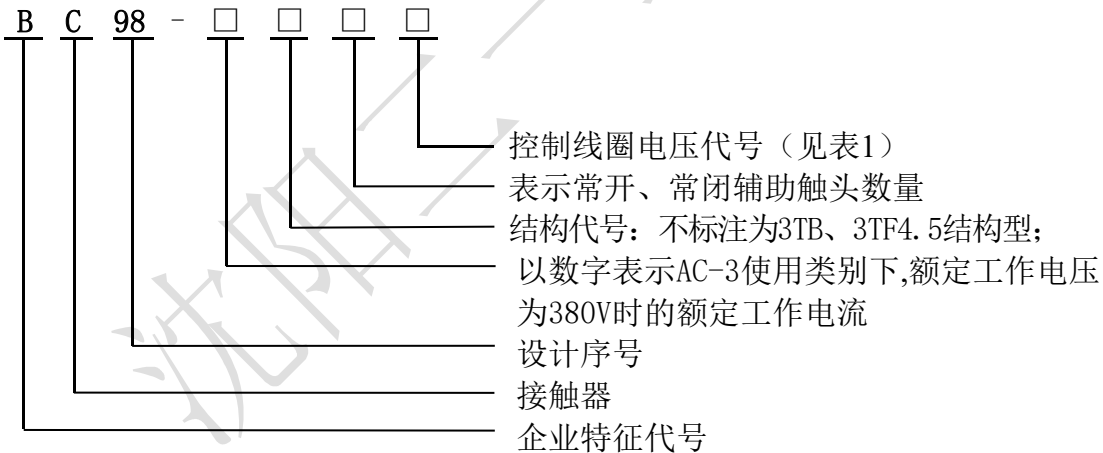 B C 98 - □ □ □ □
控制线圈电压代号（见表1）
表示常开、常闭辅助触头数量
结构代号：不标注为3TB、3TF4.5结构型；
以数字表示AC-3使用类别下,额定工作电压
为380V时的额定工作电流
设计序号
接触器
企业特征代号
沈阳二一